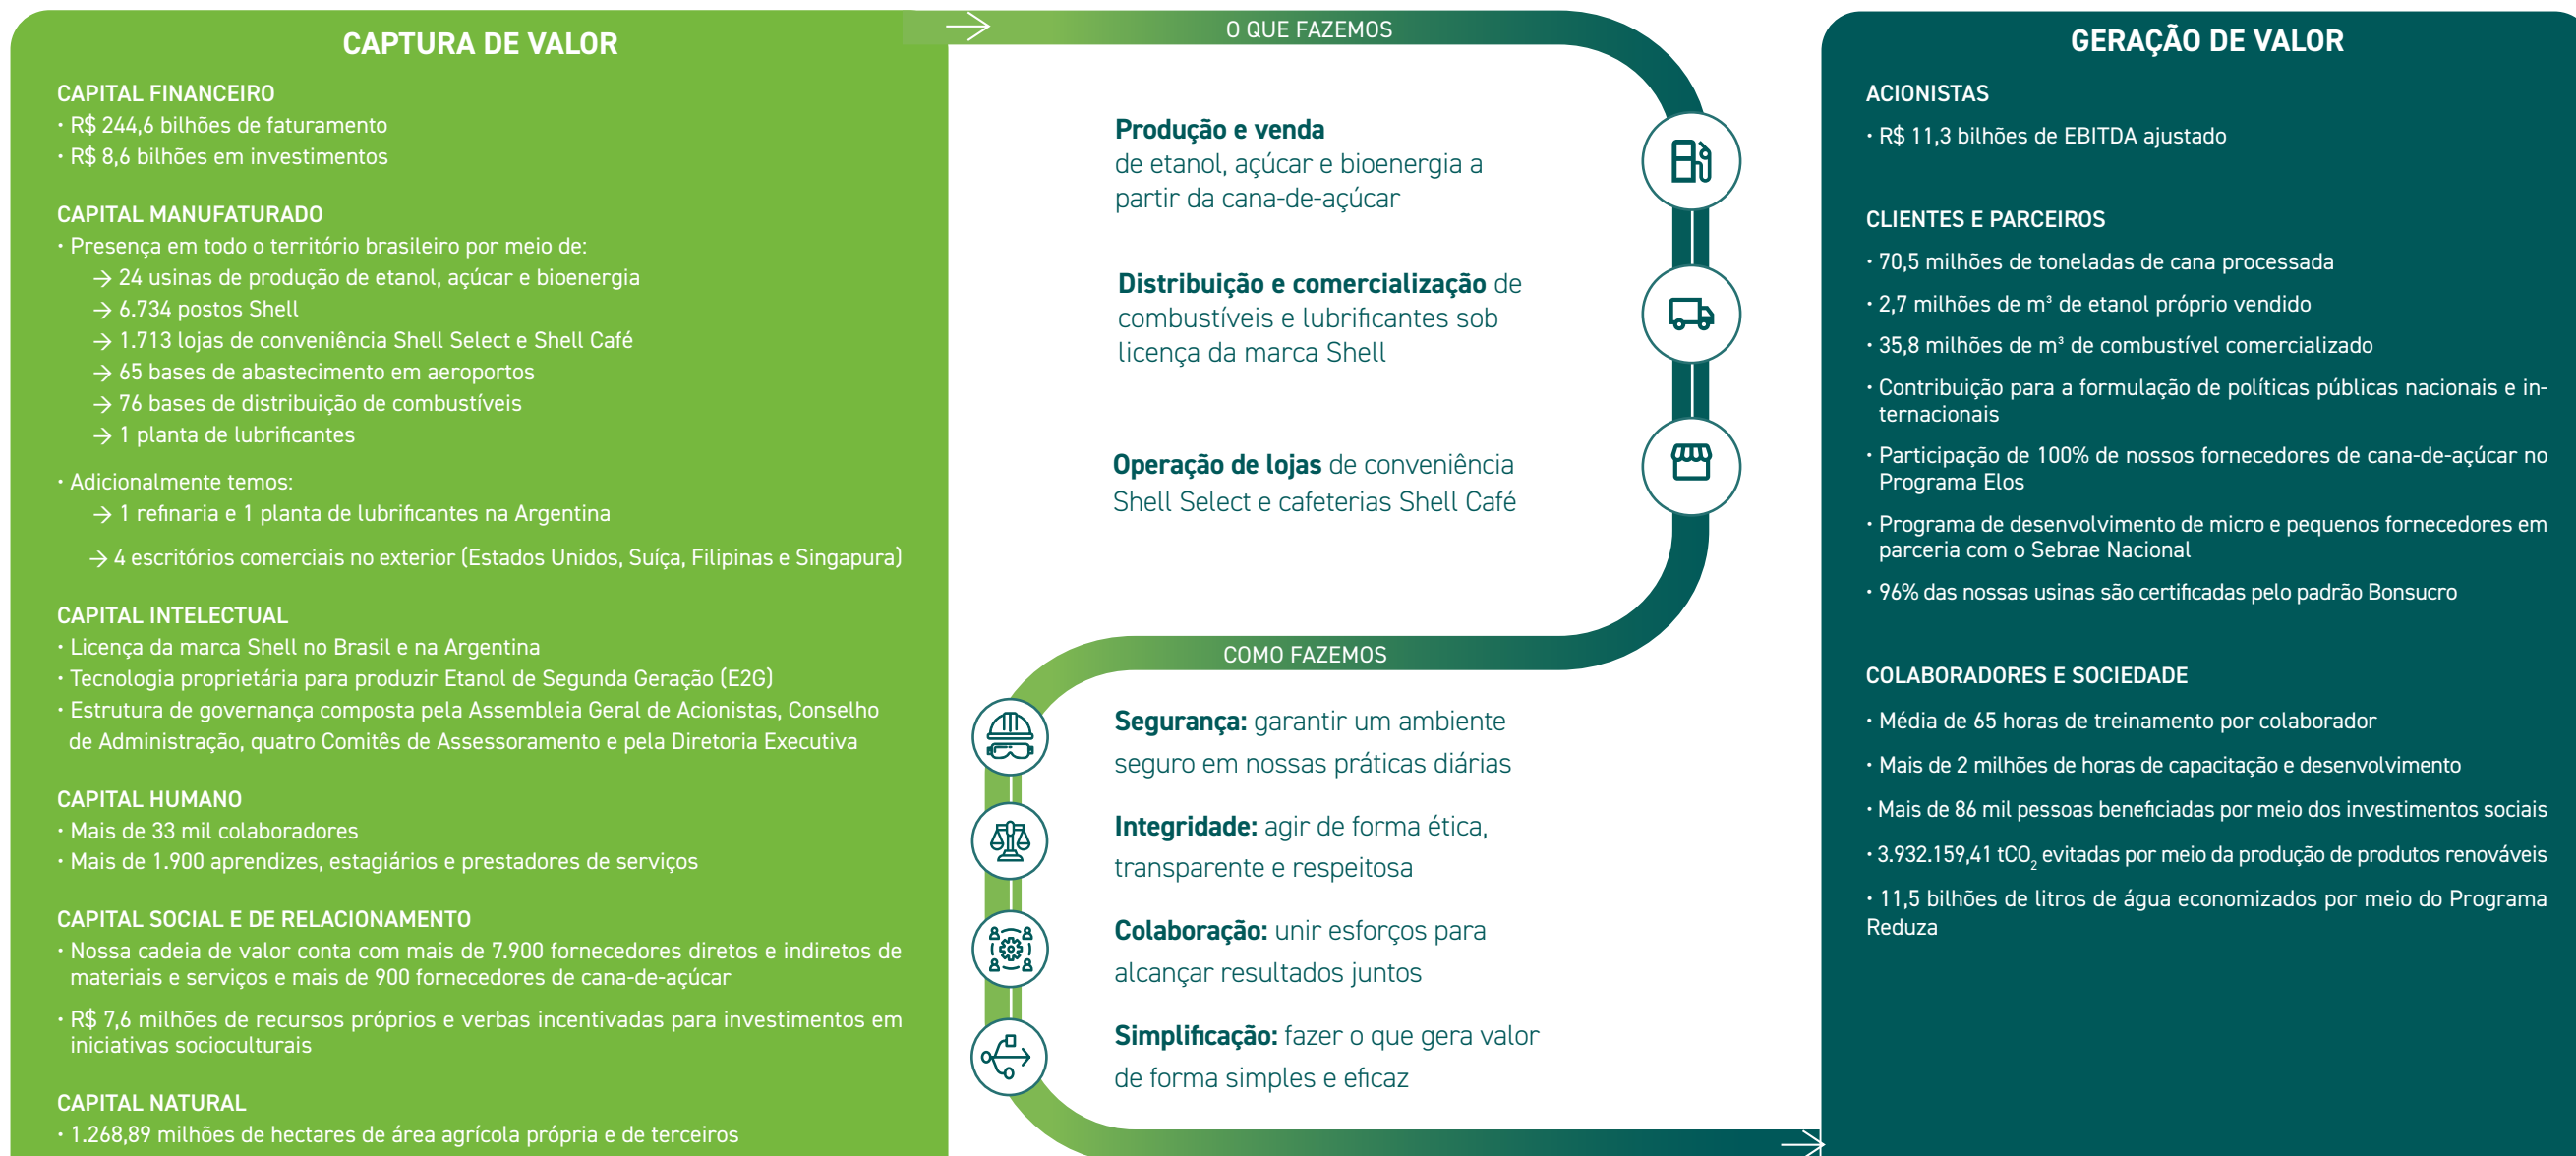 CAPTURA DE VALOR
CAPITAL FINANCEIRO
· R$ 244,6 bilhões de faturamento
· R$ 8,6 bilhões em investimentos
CAPITAL MANUFATURADO
· Presença em todo o território brasileiro por meio de:
→ 24 usinas de produção de etanol, açúcar e bioenergia
→ 6.734 postos Shell
→ 1.713 lojas de conveniência Shell Select e Shell Café
→ 65 bases de abastecimento em aeroportos
→ 76 bases de distribuição de combustíveis
→ 1 planta de lubrificantes
· Adicionalmente temos:
→ 1 refinaria e 1 planta de lubrificantes na Argentina
→ 4 escritórios comerciais no exterior (Estados Unidos, Suíça, Filipinas e Singapura)
CAPITAL INTELECTUAL
· Licença da marca Shell no Brasil e na Argentina
· Tecnologia proprietária para produzir Etanol de Segunda Geração (E2G)
· Estrutura de governança composta pela Assembleia Geral de Acionistas, Conselho
de Administração, quatro Comitês de Assessoramento e pela Diretoria Executiva
CAPITAL HUMANO
· Mais de 33 mil colaboradores
· Mais de 1.900 aprendizes, estagiários e prestadores de serviços
CAPITAL SOCIAL E DE RELACIONAMENTO
· Nossa cadeia de valor conta com mais de 7.900 fornecedores diretos e indiretos de
materiais e serviços e mais de 900 fornecedores de cana-de-açúcar
· R$ 7,6 milhões de recursos próprios e verbas incentivadas para investimentos em
iniciativas socioculturais
CAPITAL NATURAL
· 1.268,89 milhões de hectares de área agrícola própria e de terceiros
O QUE FAZEMOS
Produção e venda
de etanol, açúcar e bioenergia a
partir da cana-de-açúcar
Distribuição e comercialização de
combustíveis e lubrificantes sob
licença da marca Shell
Operação de lojas de conveniência
Shell Select e cafeterias Shell Café
COMO FAZEMOS
Segurança: garantir um ambiente
seguro em nossas práticas diárias
Integridade: agir de forma ética,
transparente e respeitosa
Colaboração: unir esforços para
alcançar resultados juntos
Simplificação: fazer o que gera valor
de forma simples e eficaz
GERAÇÃO DE VALOR
ACIONISTAS
· R$ 11,3 bilhões de EBITDA ajustado
CLIENTES E PARCEIROS
· 70,5 milhões de toneladas de cana processada
· 2,7 milhões de m³ de etanol próprio vendido
· 35,8 milhões de m³ de combustível comercializado
· Contribuição para a formulação de políticas públicas nacionais e in-
ternacionais
· Participação de 100% de nossos fornecedores de cana-de-açúcar no
Programa Elos
· Programa de desenvolvimento de micro e pequenos fornecedores em
parceria com o Sebrae Nacional
· 96% das nossas usinas são certificadas pelo padrão Bonsucro
COLABORADORES E SOCIEDADE
· Média de 65 horas de treinamento por colaborador
· Mais de 2 milhões de horas de capacitação e desenvolvimento
· Mais de 86 mil pessoas beneficiadas por meio dos investimentos sociais
· 3.932.159,41 tCO₂ evitadas por meio da produção de produtos renováveis
· 11,5 bilhões de litros de água economizados por meio do Programa
Reduza